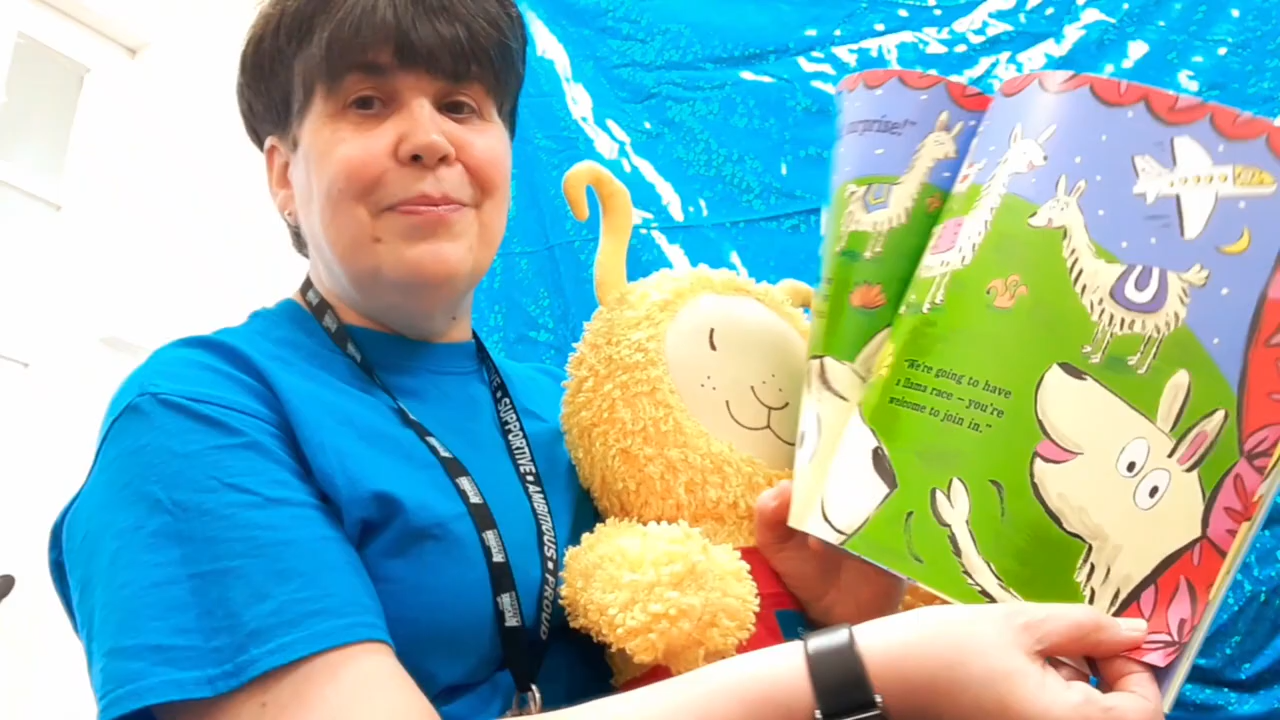 surprise!"
"We're going to have
a llama race – you're
welcome to join in."
SUPPORTIVE • AMBITIOUS • PROUD